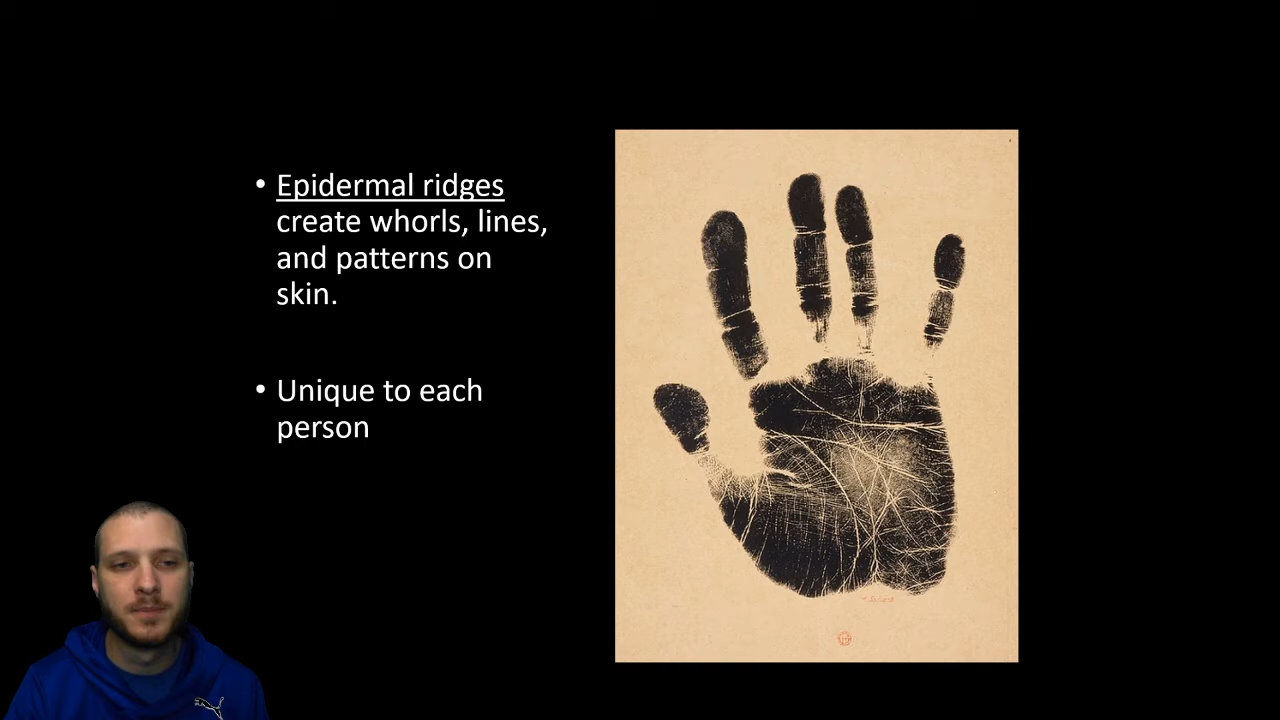 • Epidermal ridges
create whorls, lines,
and patterns on
skin.
• Unique to each
person